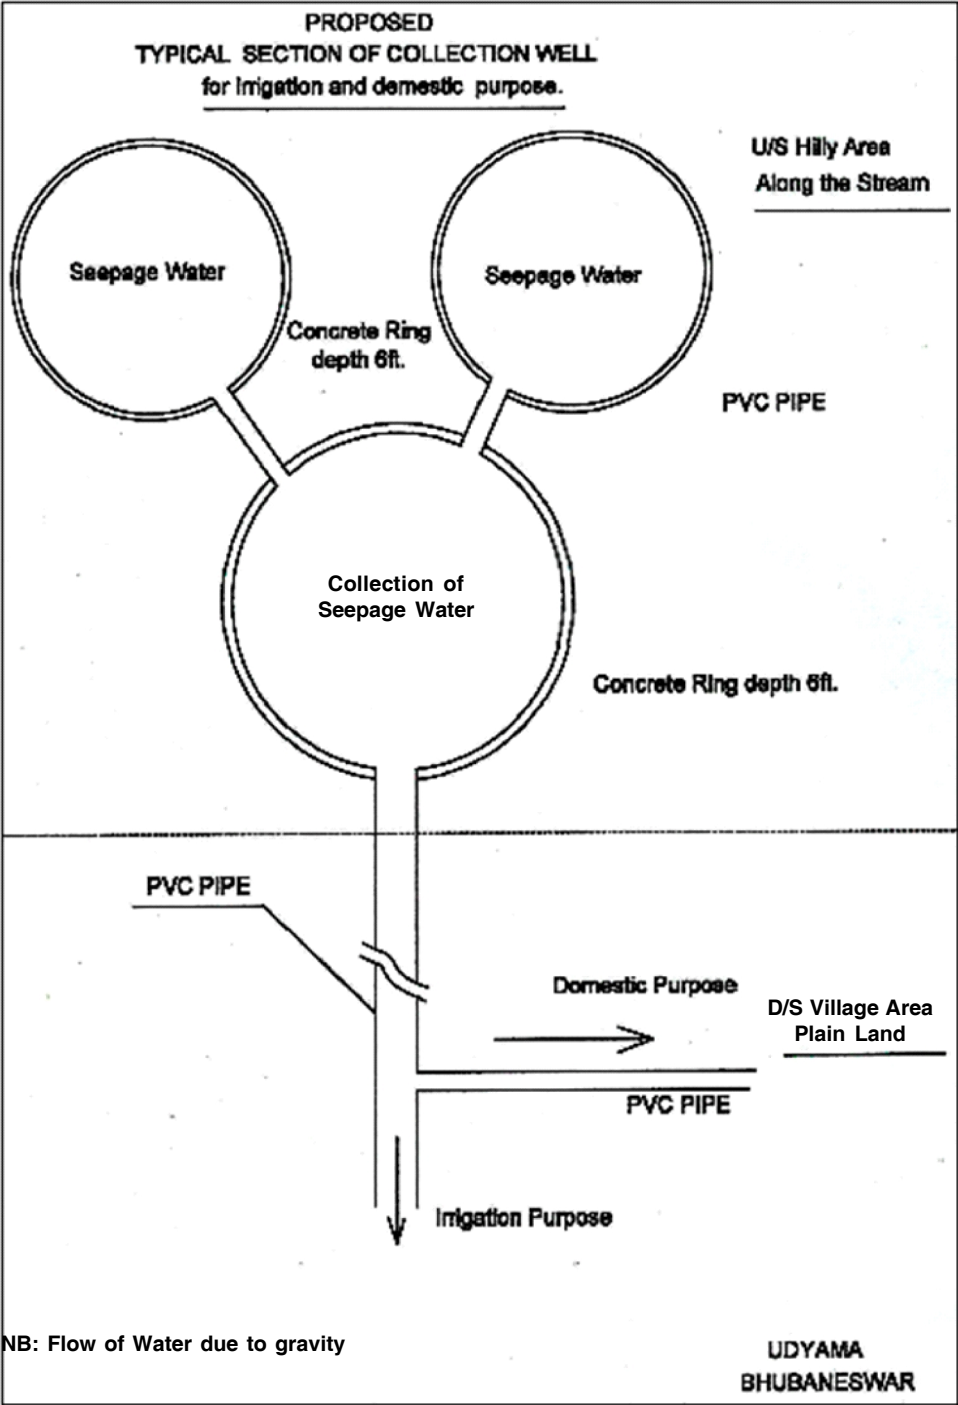 PROPOSED
TYPICAL SECTION OF COLLECTION WELL
for Irrigation and demestic purpose.
U/S Hilly Area
Along the Stream
Seepage Water
Seepage Water
Concrete Ring
depth 6ft.
PVC PIPE
Collection of
Seepage Water
Concrete Ring depth 6ft.
PVC PIPE
Domestic Purpose
D/S Village Area
Plain Land
PVC PIPE
Irrigation Purpose
NB: Flow of Water due to gravity
UDYAMA
BHUBANESWAR